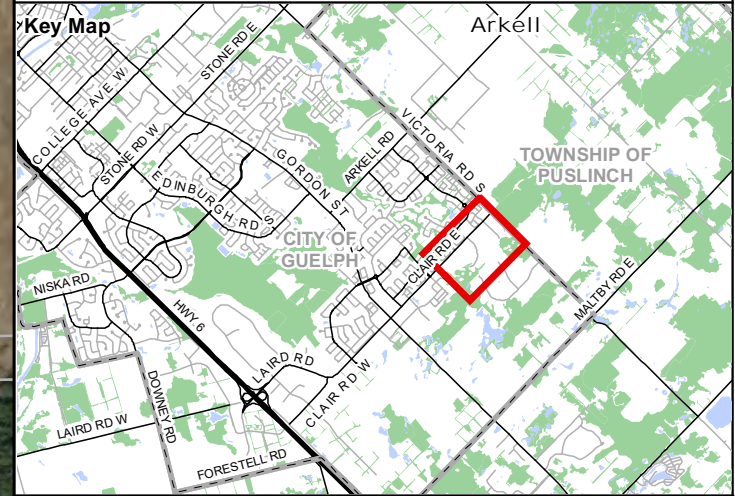 Key Map
Arkell
STONE RD E
COLLEGE AVE W
STONE RD W
VICTORIA RD S
ARKELL RD
GORDON ST
TOWNSHIP OF
PUSLINCH
EDINBURGH RD S
CITY OF
GUELPH
CLAIR RD E
NISKA RD
HWY 6
MALTBY RD E
LAIRD RD
CLAIR RD W
DOWNEY RD
LAIRD RD W
FORESTELL RD